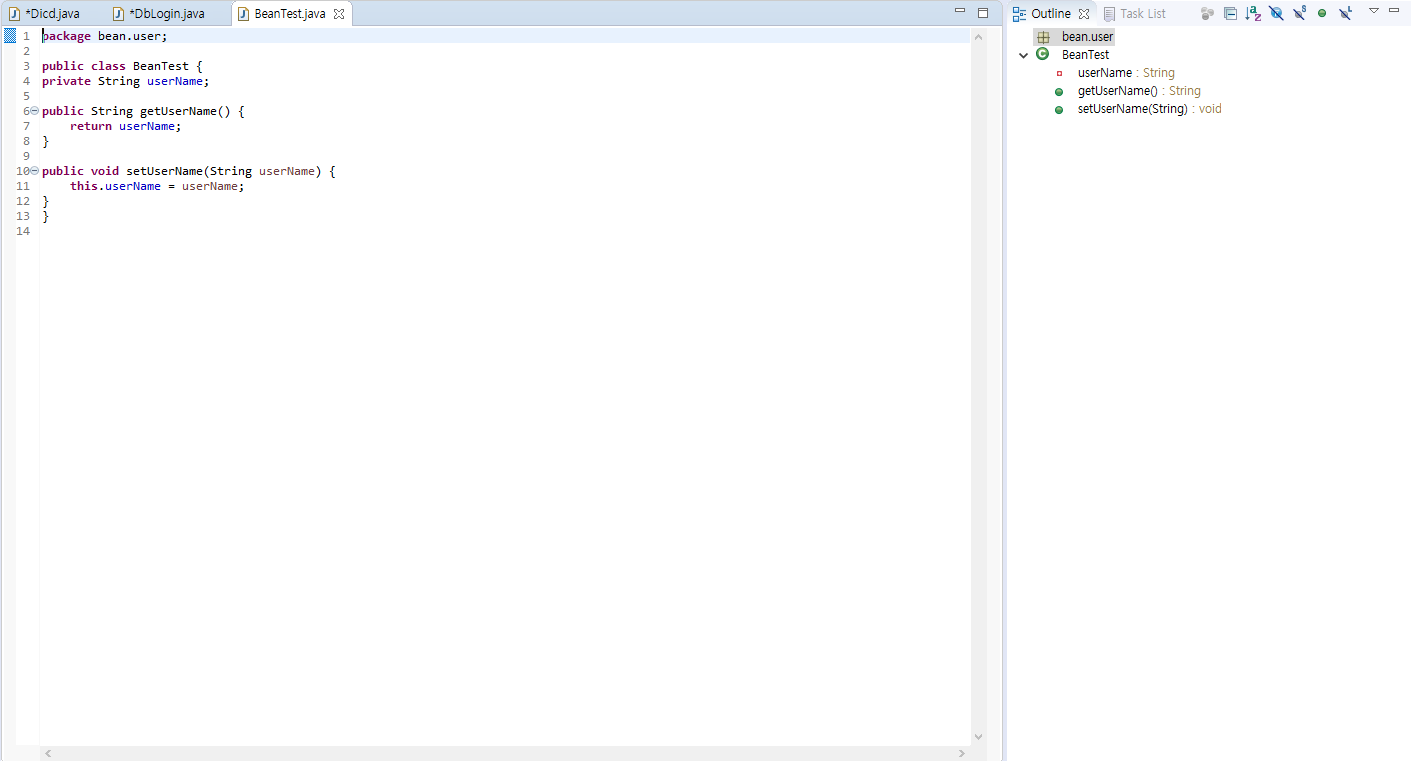 *Dicd.java *DbLogin.java BeanTest.java
1 package bean.user;
2
3 public class BeanTest {
4 private String userName;
5
6 public String getUserName() {
7     return userName;
8 }
9
10 public void setUserName(String userName) {
11     this.userName = userName;
12 }
13 }
14
Outline Task List
bean.user
BeanTest
userName : String
getUserName() : String
setUserName(String) : void